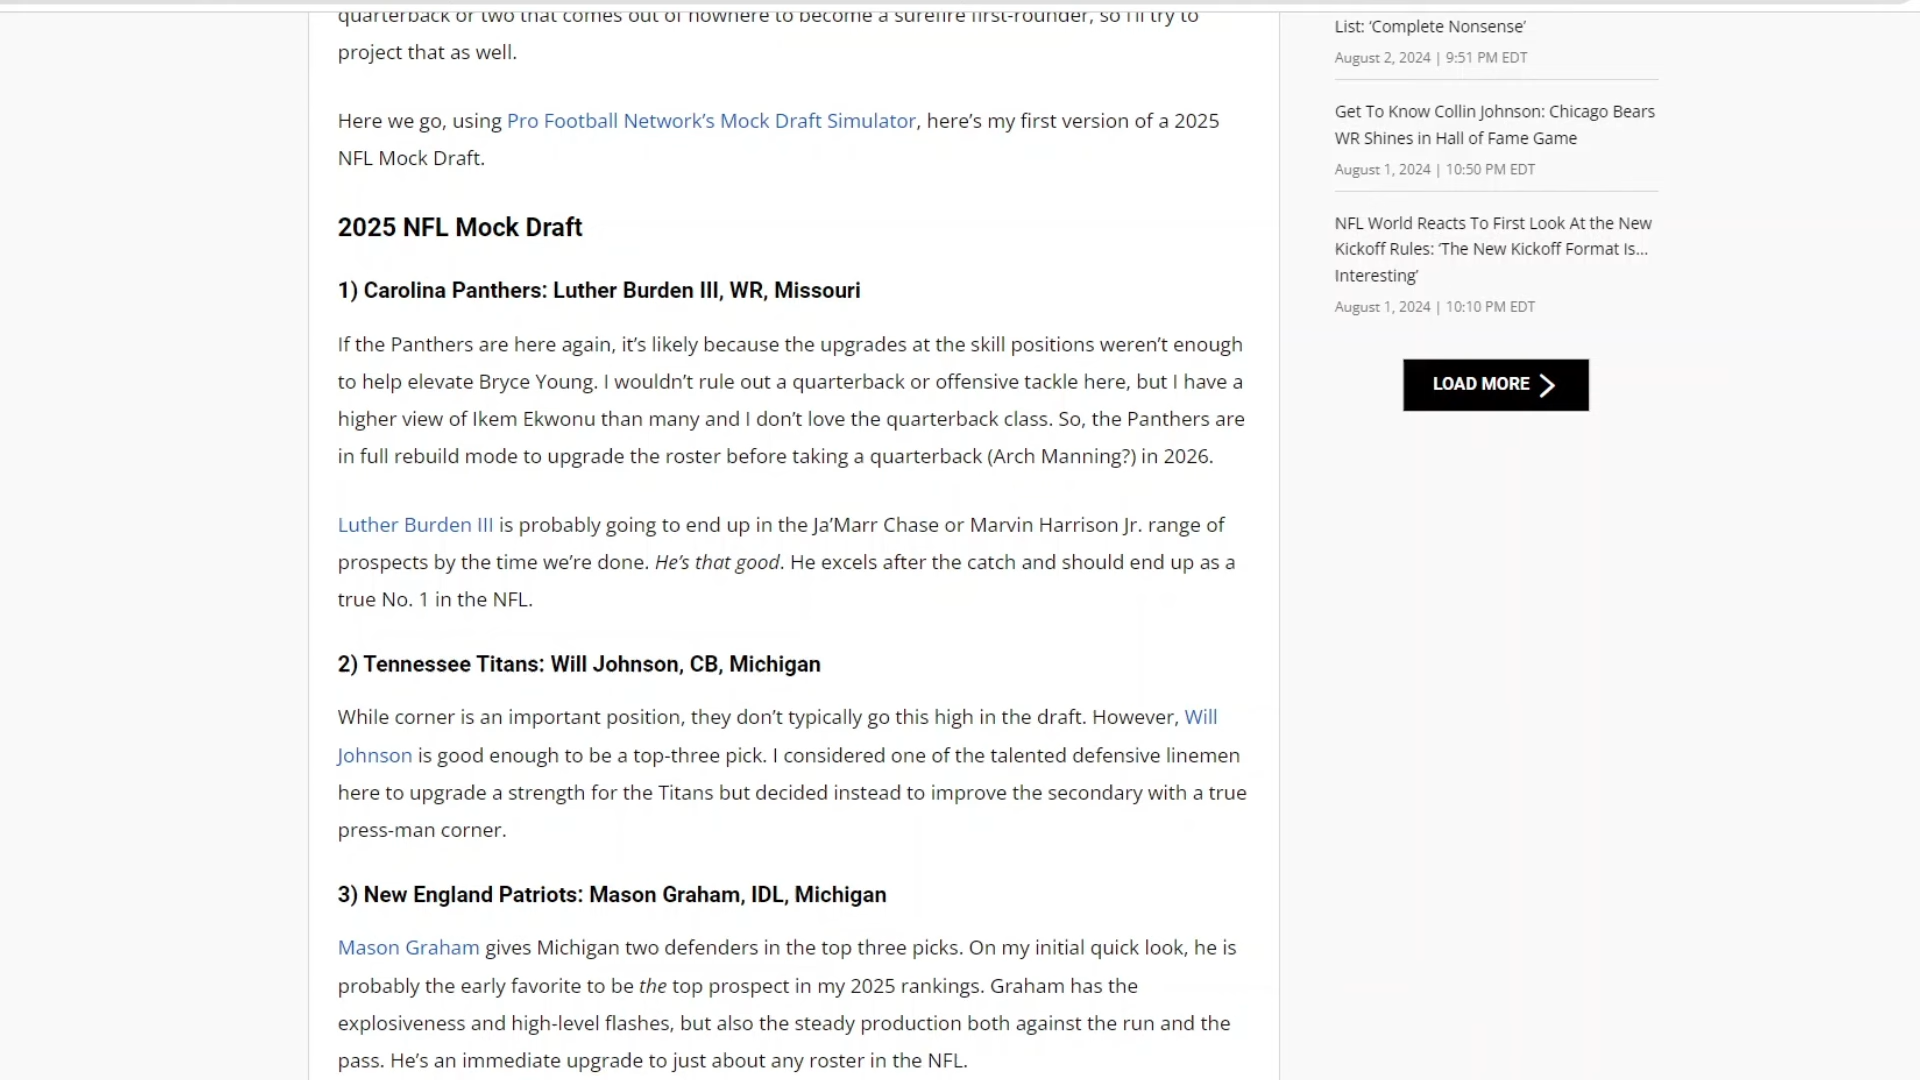 quarterback or two that comes out of nowhere to become a surefire first-rounder, so I'll try to
project that as well.
Here we go, using Pro Football Network’s Mock Draft Simulator, here’s my first version of a 2025
NFL Mock Draft.
2025 NFL Mock Draft
1) Carolina Panthers: Luther Burden III, WR, Missouri
If the Panthers are here again, it’s likely because the upgrades at the skill positions weren’t enough
to help elevate Bryce Young. I wouldn’t rule out a quarterback or offensive tackle here, but I have a
higher view of Ikem Ekwonu than many and I don’t love the quarterback class. So, the Panthers are
in full rebuild mode to upgrade the roster before taking a quarterback (Arch Manning?) in 2026.
Luther Burden III is probably going to end up in the Ja’Marr Chase or Marvin Harrison Jr. range of
prospects by the time we’re done. He’s that good. He excels after the catch and should end up as a
true No. 1 in the NFL.
2) Tennessee Titans: Will Johnson, CB, Michigan
While corner is an important position, they don’t typically go this high in the draft. However, Will
Johnson is good enough to be a top-three pick. I considered one of the talented defensive linemen
here to upgrade a strength for the Titans but decided instead to improve the secondary with a true
press-man corner.
3) New England Patriots: Mason Graham, IDL, Michigan
Mason Graham gives Michigan two defenders in the top three picks. On my initial quick look, he is
probably the early favorite to be the top prospect in my 2025 rankings. Graham has the
explosiveness and high-level flashes, but also the steady production both against the run and the
pass. He’s an immediate upgrade to just about any roster in the NFL.
List: ‘Complete Nonsense’
August 2, 2024 | 9:51 PM EDT
Get To Know Collin Johnson: Chicago Bears
WR Shines in Hall of Fame Game
August 1, 2024 | 10:50 PM EDT
NFL World Reacts To First Look At the New
Kickoff Rules: ‘The New Kickoff Format Is...
Interesting’
August 1, 2024 | 10:10 PM EDT
LOAD MORE